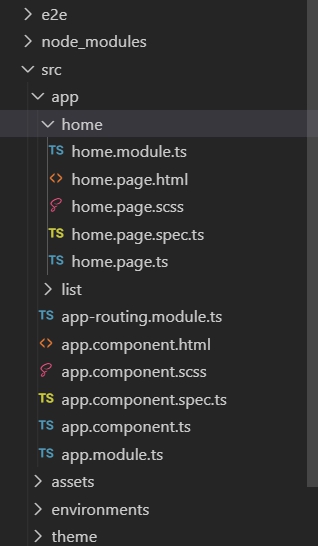 e2e
node_modules
src
app
home
TS home.module.ts
<> home.page.html
home.page.scss
TS home.page.spec.ts
TS home.page.ts
list
TS app-routing.module.ts
<> app.component.html
app.component.scss
TS app.component.spec.ts
TS app.component.ts
TS app.module.ts
assets
environments
theme